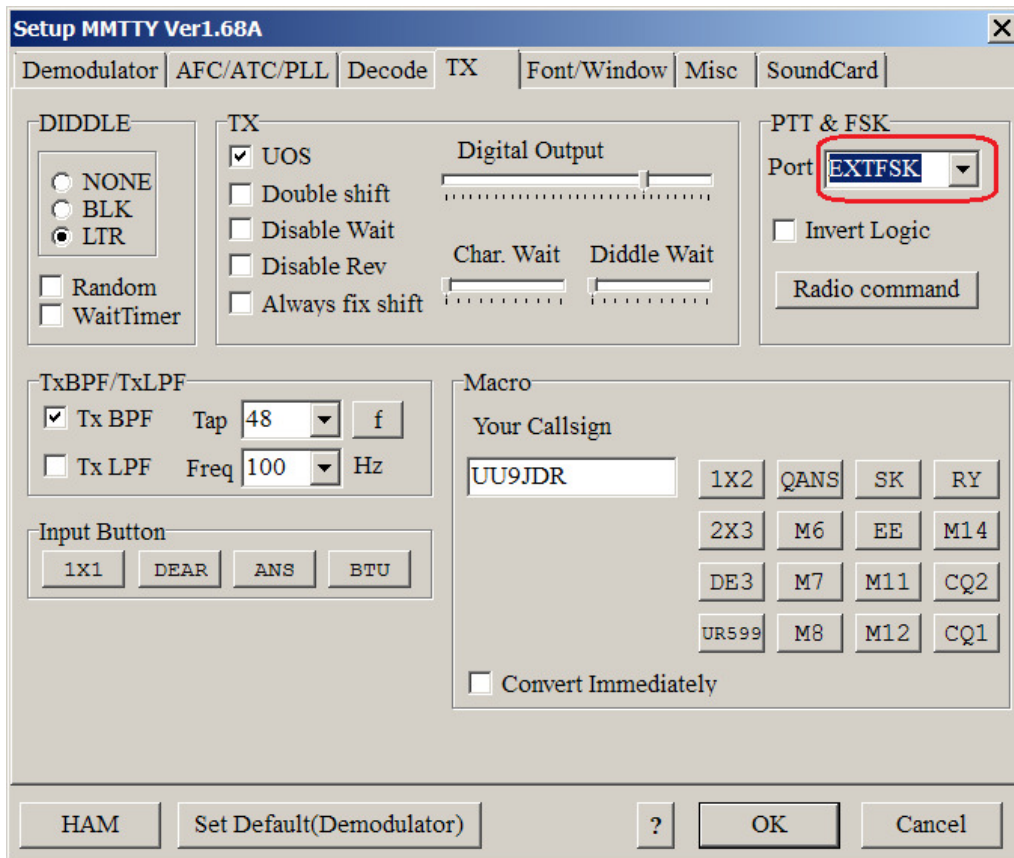 Setup MMTTY Ver1.68A
Demodulator AFC/ATC/PLL Decode TX Font/Window Misc SoundCard
DIDDLE
NONE
BLK
LTR
Random
WaitTimer
TX
UOS
Double shift
Disable Wait
Disable Rev
Always fix shift
Digital Output
Char. Wait Diddle Wait
PTT & FSK
Port EXTFSK
Invert Logic
Radio command
TxBPF/TxLPF
Tx BPF Tap 48 f
Tx LPF Freq 100 Hz
Input Button
1X1 DEAR ANS BTU
Macro
Your Callsign
UU9JDR
1X2 QANS SK RY
2X3 M6 EE M14
DE3 M7 M11 CQ2
UR599 M8 M12 CQ1
Convert Immediately
HAM Set Default(Demodulator) ? OK Cancel